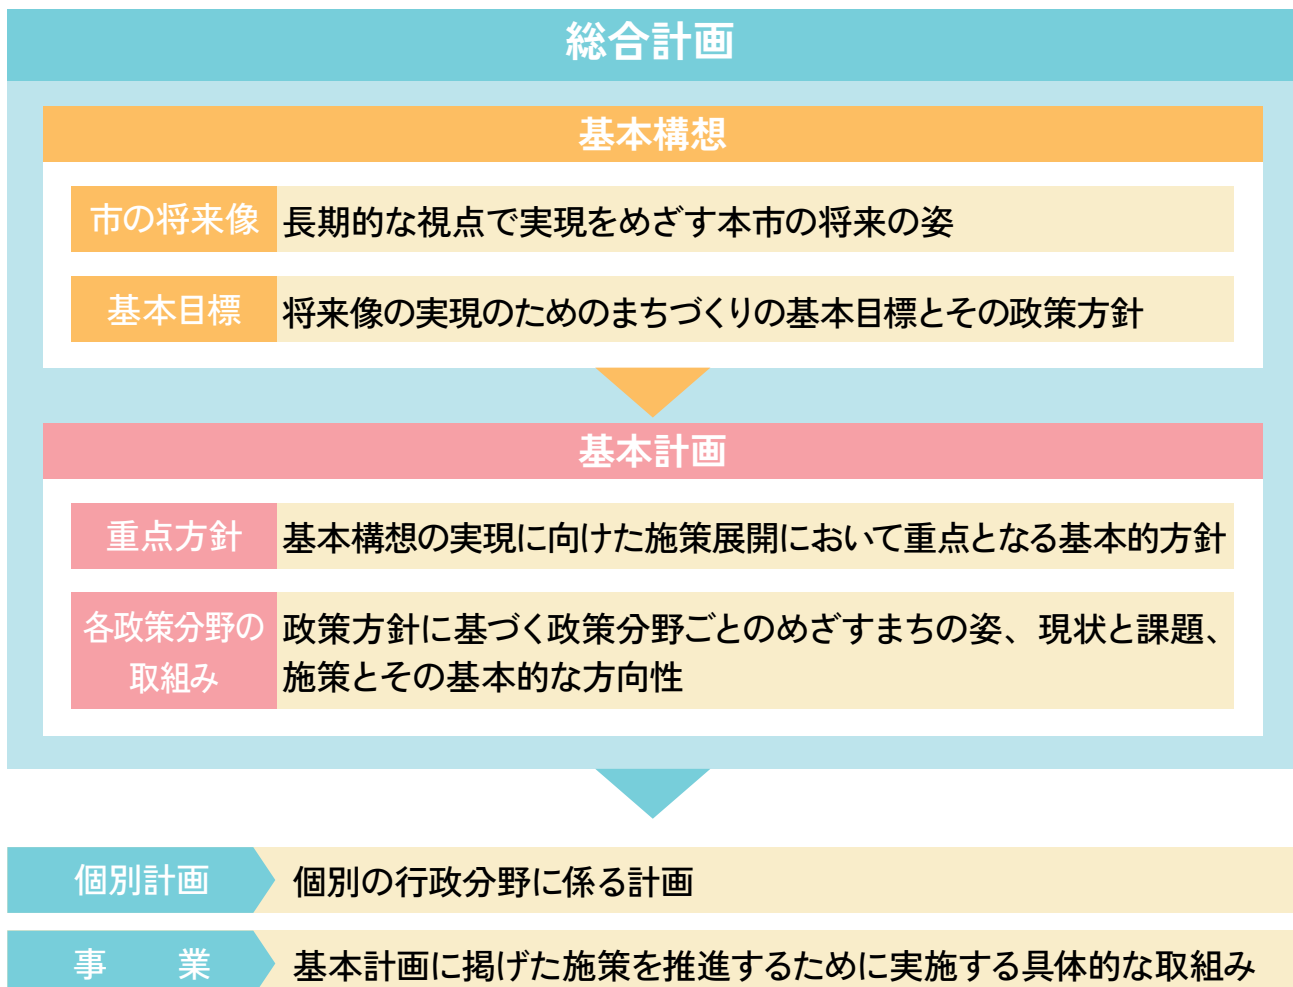 総合計画
基本構想
市の将来像
長期的な視点で実現をめざす本市の将来の姿
基本目標
将来像の実現のためのまちづくりの基本目標とその政策方針
基本計画
重点方針
基本構想の実現に向けた施策展開において重点となる基本的方針
各政策分野の
取組み
政策方針に基づく政策分野ごとのめざすまちの姿、現状と課題、
施策とその基本的な方向性
個別計画
個別の行政分野に係る計画
事　業
基本計画に掲げた施策を推進するために実施する具体的な取組み